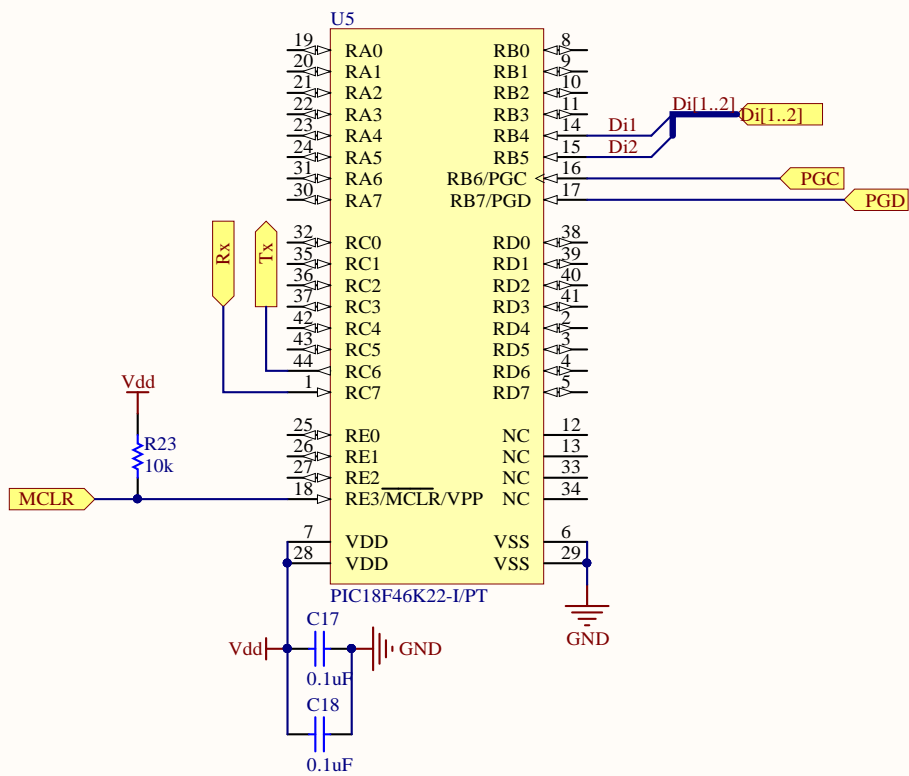 U5
19 RA0 RB0 8
20 RA1 RB1 9
21 RA2 RB2 10
22 RA3 RB3 11
23 RA4 RB4 14 Di1 Di[1..2] Di[1..2]
24 RA5 RB5 15 Di2
31 RA6 RB6/PGC 16 PGC
30 RA7 RB7/PGD 17 PGD
Rx Tx
32 RC0 RD0 38
35 RC1 RD1 39
36 RC2 RD2 40
37 RC3 RD3 41
42 RC4 RD4 2
43 RC5 RD5 3
44 RC6 RD6 4
1 RC7 RD7 5
Vdd
R23
10k
25 RE0 NC 12
26 RE1 NC 13
27 RE2 NC 33
MCLR 18 RE3/MCLR/VPP NC 34
7 VDD VSS 6
28 VDD VSS 29
PIC18F46K22-I/PT
GND
C17
Vdd GND
0.1uF
C18
0.1uF